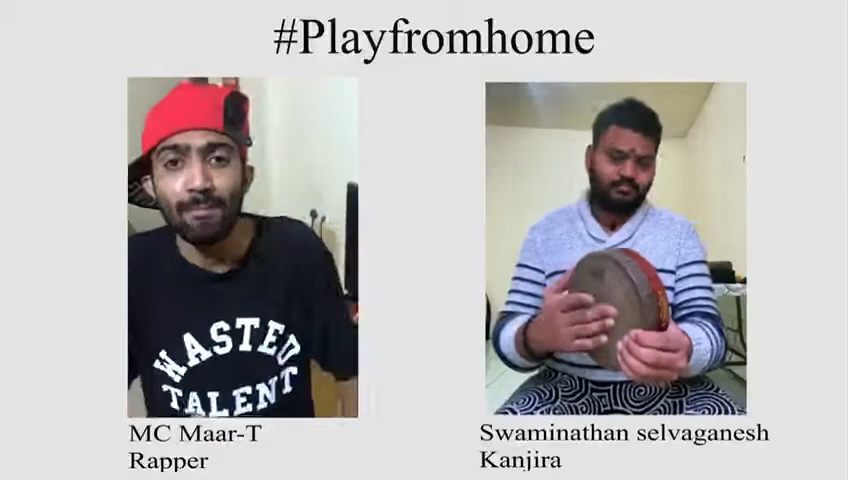 #Playfromhome
WASTED
TALENT
MC Maar-T
Rapper
Swaminathan selvaganesh
Kanjira